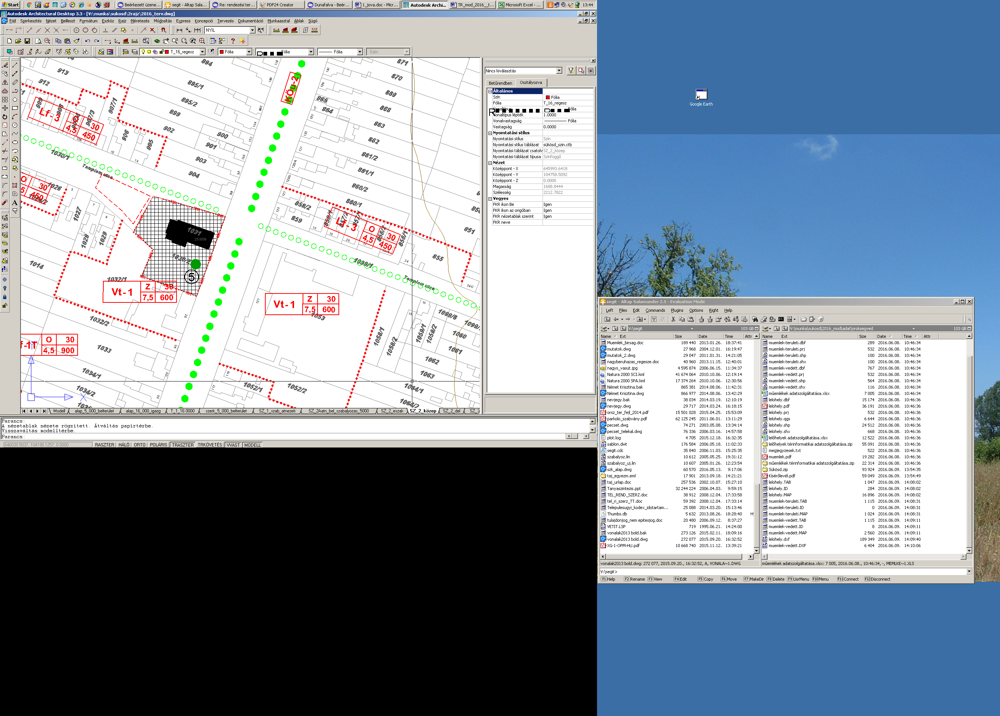 Start
Beérkezett üzene...
segit - Altap Sala...
Re: rendezési ter...
PDF24 Creator
Dunafalva - Beér...
1_jova.doc - Micr...
Autodesk Archi...
TR_mod_2016__t...
Microsoft Excel - ...
13:44
Autodesk Architectural Desktop 3.3 - [V:\munka\sukosd\2rajz\2016_terv.dwg]
Fájl Szerkesztés Nézet Beilleszt Formátum Eszköz Rajz Méretezés Módosítás Express Koncepció Tervezés Dokumentáció Munkaasztal Ablak Súgó
NYIL
T_16_regesz
Fólia
Fólia
Fólia
Szín
913
894
871
912
895/1
870
869
868
865
864
863
862
861/2
861/1
860/2
860/1
858/2
859
907/1
907/3
906
905
895/2
899
902
900
901
903
904
KÖu-2
Lf-3 O 30
4,5 450
1030/1
Templom utca
1026
1027
1028
1029
1014
1031
25-3056
1030/2
5
1032/1
Vt-1 Z 30
7,5 600
Vt-1 Z 30
7,5 600
1053
Lf-3 O 30
4,5 450
856/2
856/1
855
851
1099/1
Templom utca
24/C
1032/2
f-1T O 30
4,5 900
1033
1034/1
1034/2
1052/1
1052/2
1058/1
1058/2
1059/1
1059/2
1099/6
1060
1061
1062
1063
1064/1
1064/2
X
Modell alap_5_000_belterület alap_16_000_igazg T_1_16 0000 szerk_5_000_belterület SZ_1_szab_atnezeti SZ_2Aatn_bel_szabalyozas_5000 SZ_2_eszak SZ_2_közep SZ_2_del SZ_3
Parancs:
A nézetablak nézete rögzített. Átváltás papírtérbe.
Visszaváltás modelltérbe.
Parancs:
646030.5037, 104198.1257, 0.0000 RASZTER HÁLÓ ORTO POLÁRIS TRASZTER TRKÖVETÉS VVAST MODELL
Nincs kiválasztás
Betűrendben Osztályozva
Általános
Szín Fólia
Fólia T_16_regesz
Fólia
Vonaltípus lépték 1.0000
Vonalvastagság Fólia
Vastagság 0.0000
Nyomtatási stílus
Nyomtatási stílus Szín
Nyomtatási stílus táblázat sükösd_szin.ctb
Nyomtatási táblázat csatolv SZ_2_közep
Nyomtatási táblázat típusa Színfüggő
Nézet
Középpont - X 645993.6418
Középpont - Y 104758.5092
Középpont - Z 0.0000
Magasság 1688.8444
Szélesség 2212.7822
Vegyes
FKR ikon Be Igen
FKR ikon az origóban Igen
FKR nézetablak szerint Igen
FKR neve
Google Earth
segit - Altap Salamander 2.5 - Evaluation Mode
Left Files Edit Commands Plugins Options Right Help
V:\segit 103 GB
Name Ext Size Date Time Attr
Muemlek_birsag.doc 189 440 2013.01.26. 18:37:41
mutatok.dwg 27 968 2004.12.01. 16:19:47
mutatok_2.dwg 29 047 2011.01.31. 14:21:05
nagyberuhazas_regesze.doc 40 960 2013.11.15. 12:40:01
nagys_vasut.jpg 4 595 874 2006.06.15. 11:34:37
Natura 2000 SCI.kml 41 674 064 2010.10.06. 12:19:14
Natura 2000 SPA.kml 17 374 264 2010.10.06. 12:30:56
Német Krisztina.bak 865 381 2014.08.06. 11:42:31
Német Krisztina.dwg 866 977 2014.08.06. 13:42:29
nevjegy.bak 38 034 2014.03.19. 12:10:19
nevjegy.dwg 29 717 2014.03.24. 16:18:15
orsz_ter_fejl_2014.pdf 15 501 028 2015.04.25. 15:53:09
parkolo_szabvány.pdf 62 125 245 2011.06.01. 13:11:29
pecset.dwg 74 271 2003.05.08. 13:34:14
pecset_telekal.dwg 76 336 2006.03.16. 14:57:58
plot.log 4 705 2015.12.18. 16:32:35
sablon.dwt 176 584 2006.05.18. 11:02:33
segit.cdc 35 840 2006.11.03. 15:25:35
szabalyoz.lin 10 612 2005.05.25. 19:31:12
szabalyoz_uj.lin 10 607 2005.01.26. 12:23:54
szk_alap.dwg 60 570 2016.05.13. 9:17:06
taj_egyezm.eml 17 901 2013.09.18. 14:21:21
taj_urlap.doc 257 536 2002.10.07. 15:27:10
Tanyaszintezis.ppt 32 244 224 2006.04.03. 9:59:15
TEL_REND_SZERZ.doc 38 912 2008.12.04. 17:33:58
tel_ri_szerz_TT.doc 59 392 2008.12.04. 17:33:14
Telepulesugyi_kodex_idotartam... 25 088 2014.03.20. 15:13:46
Thumbs.db 5 632 2013.08.26. 18:28:40
tulajdonjog_nem epitesjog.doc 20 480 2006.09.12. 8:37:27
VETIT.LSP 719 1995.06.21. 14:24:00
vonalak2013 bold.bak 273 126 2015.02.11. 18:09:16
vonalak2013 bold.dwg 272 077 2015.09.20. 16:32:52
XG-1-OPM-HU.pdf 10 668 740 2015.11.12. 13:39:21
vonalak2013 bold.dwg: 272 077, 2015.09.20., 16:32:52, A, VONALA~1.DWG
V:\munka\sukosd\2016_mod\adat\oroksegved 103 GB
Name Ext Size Date Time Attr
muemlek-teruleti.dbf 289 2016.06.08. 10:46:34
muemlek-teruleti.prj 532 2016.06.08. 10:46:34
muemlek-teruleti.shp 100 2016.06.08. 10:46:34
muemlek-teruleti.shx 100 2016.06.08. 10:46:34
muemlek-vedett.dbf 767 2016.06.08. 10:46:34
muemlek-vedett.prj 532 2016.06.08. 10:46:34
muemlek-vedett.shp 564 2016.06.08. 10:46:34
muemlek-vedett.shx 116 2016.06.08. 10:46:34
műemlékek adatszolgáltatása.xlsx 7 005 2016.06.08. 10:46:34
lelohely.dbf 15 174 2016.06.08. 10:46:36
lelohely.pdf 36 191 2016.06.08. 10:46:36
lelohely.prj 532 2016.06.08. 10:46:36
lelohely.qgs 6 644 2016.06.08. 10:46:36
lelohely.shp 24 512 2016.06.08. 10:46:36
lelohely.shx 668 2016.06.08. 10:46:36
lelőhelyek adatszolgáltatása.xlsx 12 522 2016.06.08. 10:46:36
lelőhelyek térinformatikai adatszolgáltatása.zip 55 091 2016.06.08. 10:46:36
megjegyzesek.txt 522 2016.06.08. 10:46:36
muemlek.pdf 19 282 2016.06.08. 10:46:36
műemlékek térinformatikai adatszolgáltatása.zip 22 314 2016.06.08. 10:46:36
Sükösd.zip 93 924 2016.06.09. 13:54:35
Kísérőlevél.pdf 59 049 2016.06.09. 13:54:49
lelohely.TAB 1 047 2016.06.09. 14:08:02
lelohely.ID 284 2016.06.09. 14:08:02
lelohely.MAP 16 896 2016.06.09. 14:08:02
muemlek-teruleti.TAB 1 115 2016.06.09. 14:08:31
muemlek-teruleti.ID 0 2016.06.09. 14:08:31
muemlek-teruleti.MAP 1 024 2016.06.09. 14:08:31
muemlek-vedett.TAB 1 115 2016.06.09. 14:09:11
muemlek-vedett.ID 8 2016.06.09. 14:09:11
muemlek-vedett.MAP 2 560 2016.06.09. 14:09:11
lelohely.dxf 189 349 2016.06.09. 14:09:40
muemlek-vedett.DXF 6 404 2016.06.09. 14:10:06
műemlékek adatszolgáltatása.xlsx: 7 005, 2016.06.08., 10:46:34, -, MEMLKE~1.XLS
V:\segit>
F1 Help F2 Rename F3 View F4 Edit F5 Copy F6 Move F7 MakeDir F8 Delete F9 UsrMenu F10 Menu F11 Connect F12 Disconnect